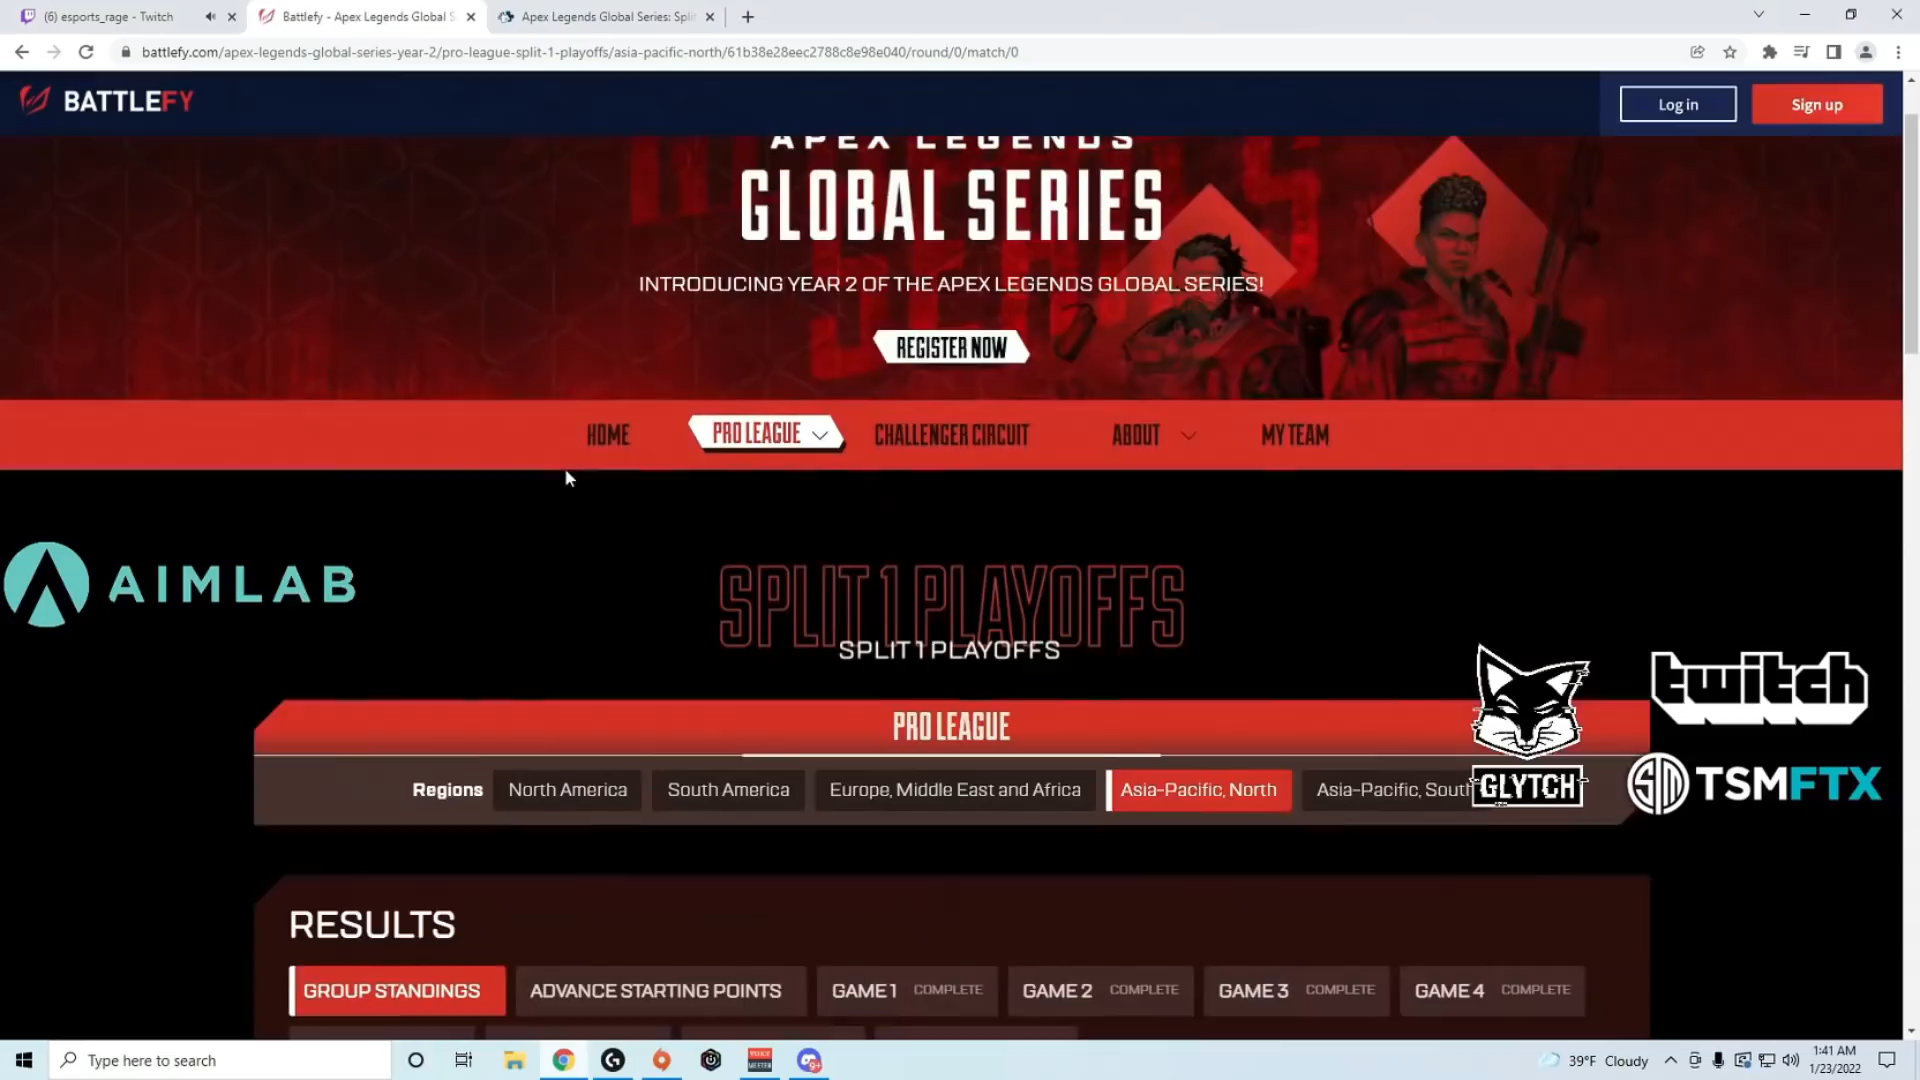 (6) esports_rage - Twitch
Battlefy - Apex Legends Global S
Apex Legends Global Series: Spli
battlefy.com/apex-legends-global-series-year-2/pro-league-split-1-playoffs/asia-pacific-north/61b38e28eec2788c8e98e040/round/0/match/0
BATTLEFY
Log in
Sign up
APEX LEGENDS
GLOBAL SERIES
INTRODUCING YEAR 2 OF THE APEX LEGENDS GLOBAL SERIES!
REGISTER NOW
HOME
PRO LEAGUE
CHALLENGER CIRCUIT
ABOUT
MY TEAM
AIMLAB
SPLIT 1 PLAYOFFS
SPLIT 1 PLAYOFFS
twitch
PRO LEAGUE
GLYTCH
TSMFTX
Regions
North America
South America
Europe, Middle East and Africa
Asia-Pacific, North
Asia-Pacific, South
RESULTS
GROUP STANDINGS
ADVANCE STARTING POINTS
GAME 1 COMPLETE
GAME 2 COMPLETE
GAME 3 COMPLETE
GAME 4 COMPLETE
Type here to search
39°F Cloudy
1:41 AM
1/23/2022